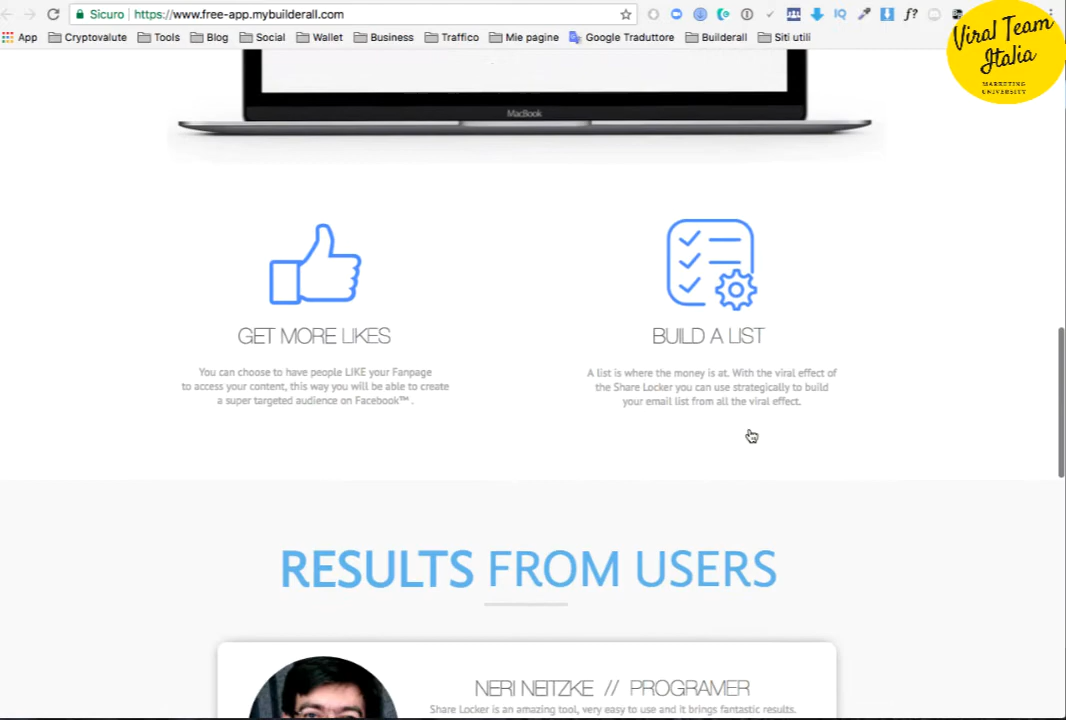 Sicuro https://www.free-app.mybuilderall.com
App Cryptovalute Tools Blog Social Wallet Business Traffico Mie pagine Google Traduttore Builderall Siti utili
Viral Team
Italia
MARKETING
UNIVERSITY
MacBook
GET MORE LIKES
You can choose to have people LIKE your Fanpage
to access your content, this way you will be able to create
a super targeted audience on Facebook™ .
BUILD A LIST
A list is where the money is at. With the viral effect of
the Share Locker you can use strategically to build
your email list from all the viral effect.
RESULTS FROM USERS
NERI NEITZKE // PROGRAMER
Share Locker is an amazing tool, very easy to use and it brings fantastic results.